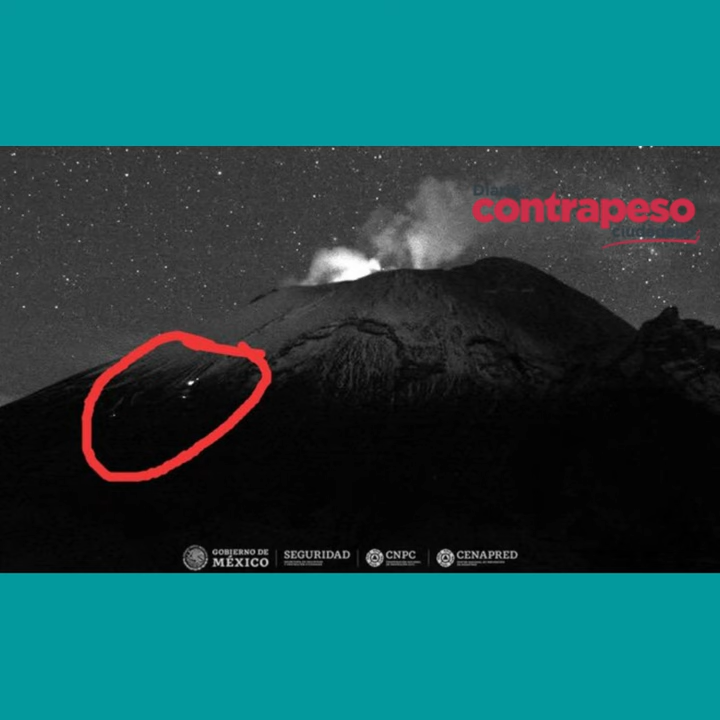 Diario
contrapeso
ciudadano
GOBIERNO DE
MÉXICO
SEGURIDAD
CNPC
CENAPRED